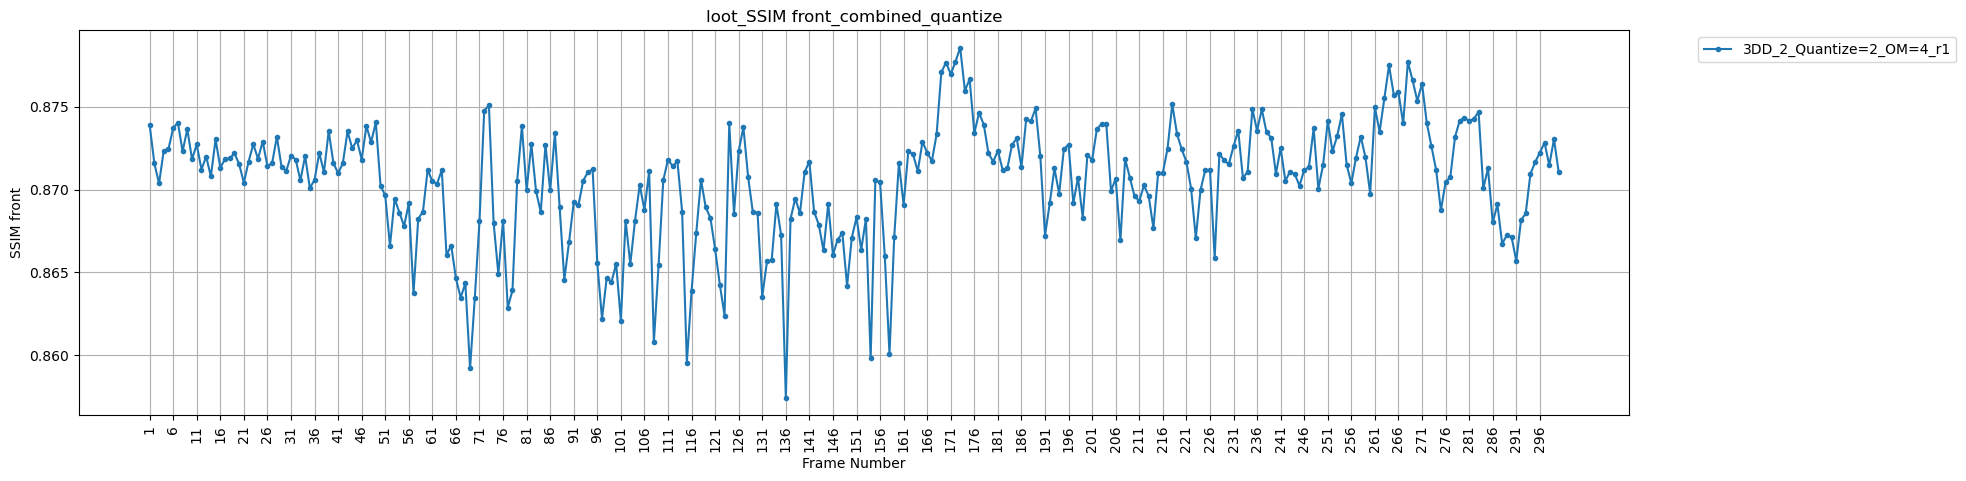 loot_SSIM front_combined_quantize
3DD_2_Quantize=2_OM=4_r1
SSIM front
0.875
0.870
0.865
0.860
1 6 11 16 21 26 31 36 41 46 51 56 61 66 71 76 81 86 91 96 101 106 111 116 121 126 131 136 141 146 151 156 161 166 171 176 181 186 191 196 201 206 211 216 221 226 231 236 241 246 251 256 261 266 271 276 281 286 291 296
Frame Number